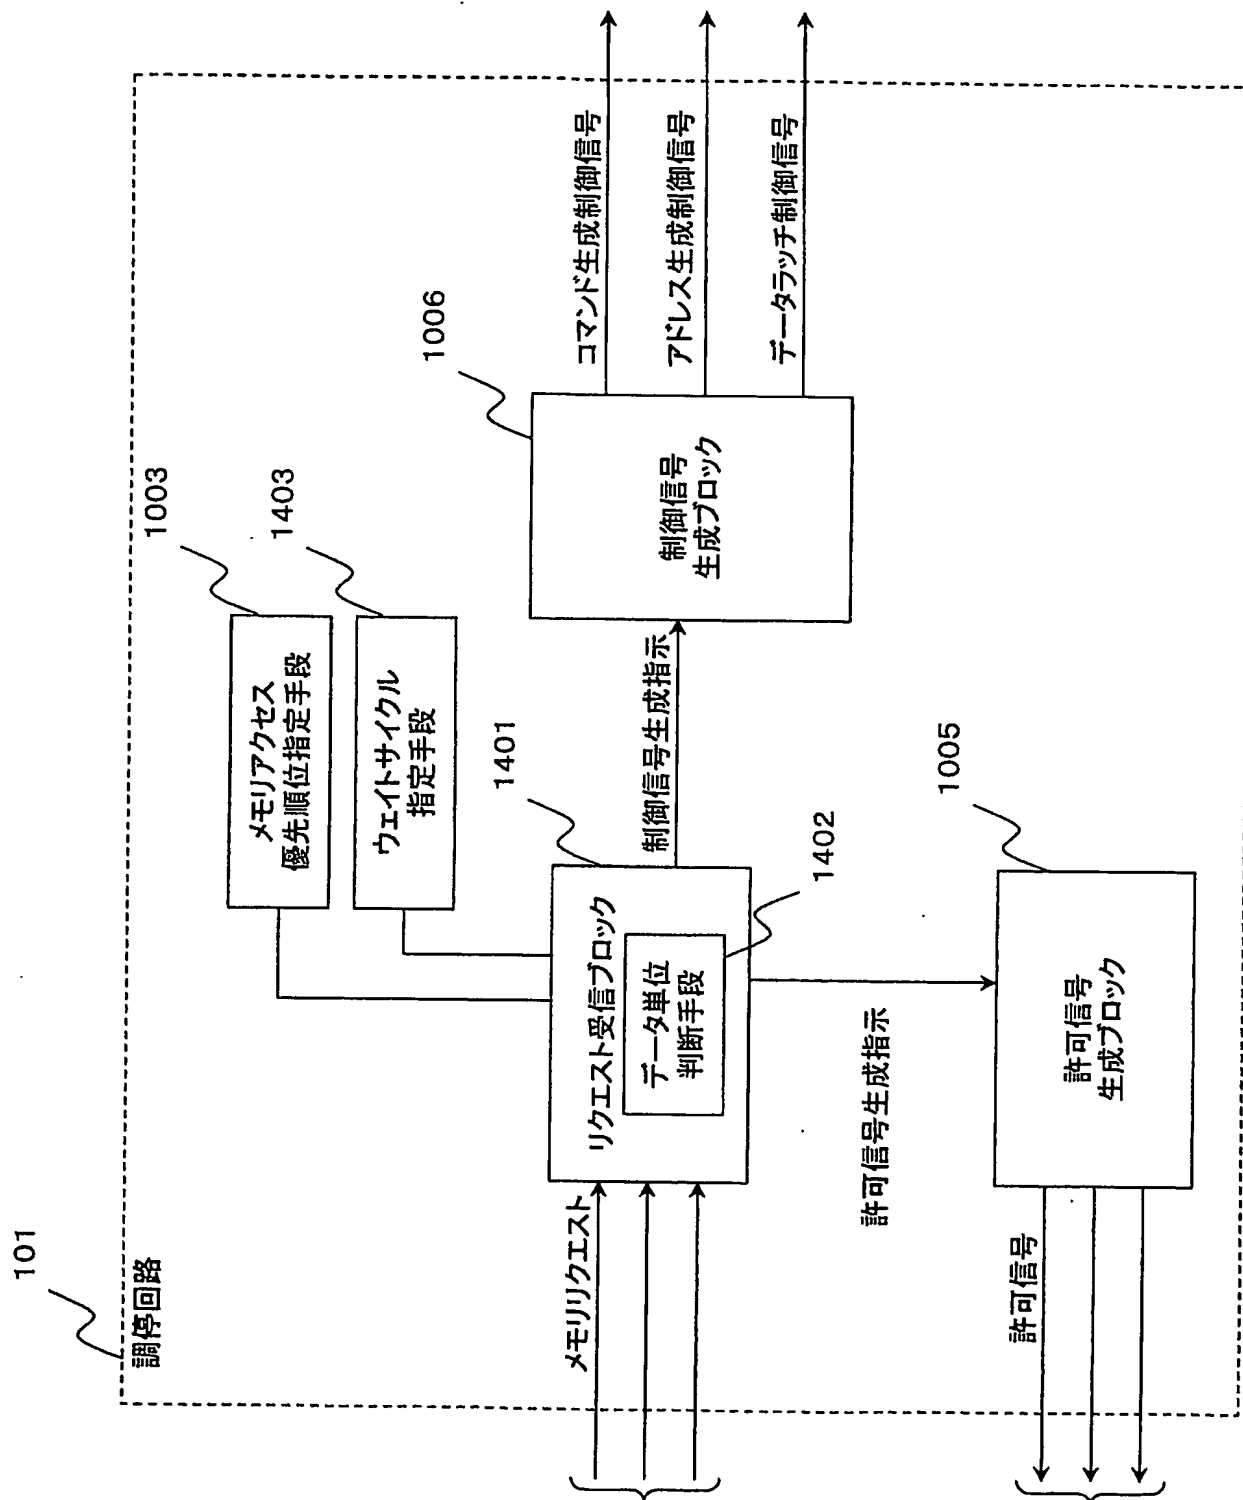 101
調停回路
1003
メモリアクセス
優先順位指定手段
1403
ウェイトサイクル
指定手段
1401
リクエスト受信ブロック
データ単位
判断手段
1402
メモリリクエスト
制御信号生成指示
1006
制御信号
生成ブロック
コマンド生成制御信号
アドレス生成制御信号
データラッチ制御信号
許可信号生成指示
1005
許可信号
生成ブロック
許可信号